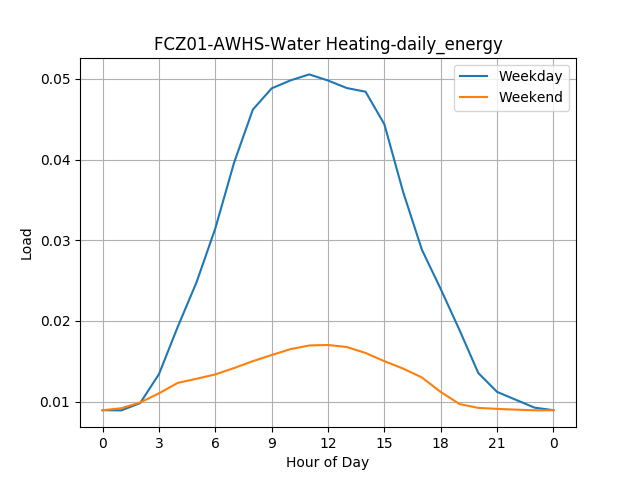 FCZ01-AWHS-Water Heating-daily_energy
Weekday
Weekend
0.05
0.04
0.03
0.02
0.01
Load
0 3 6 9 12 15 18 21 0
Hour of Day